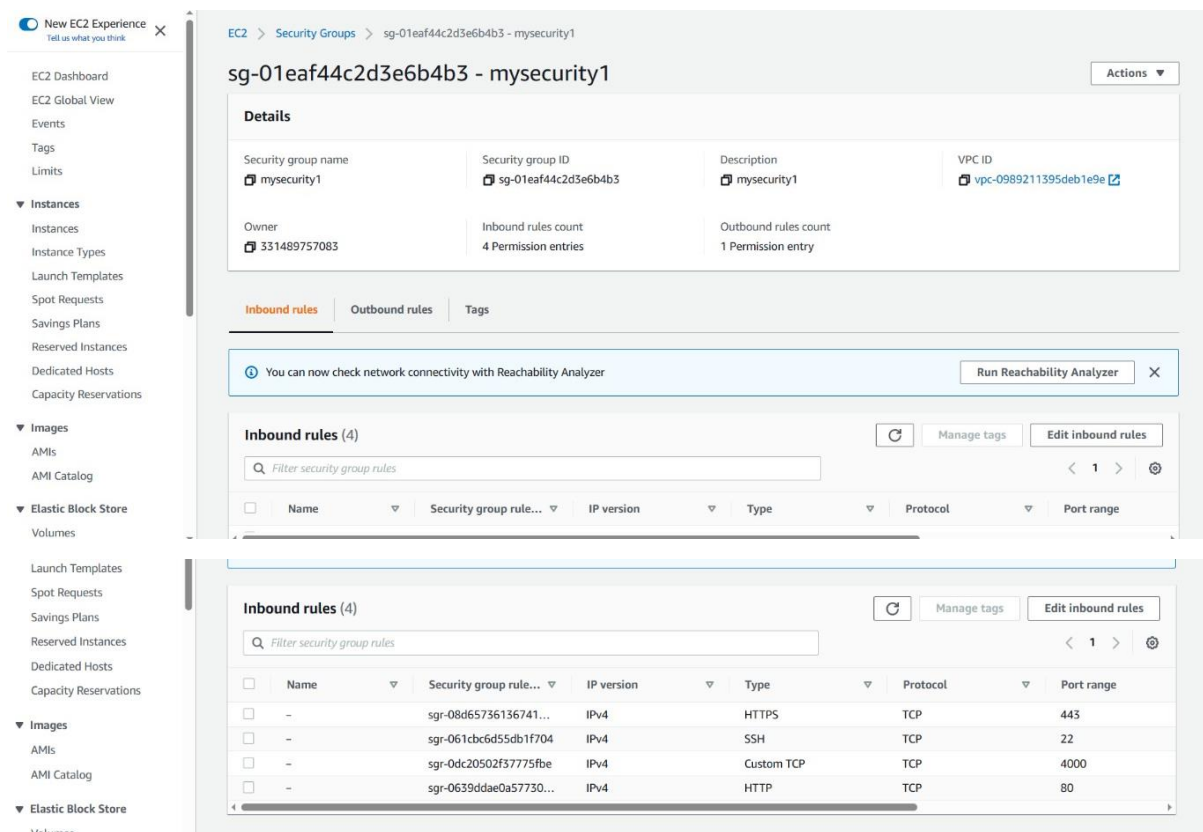 New EC2 Experience
Tell us what you think
EC2 Dashboard
EC2 Global View
Events
Tags
Limits
Instances
Instances
Instance Types
Launch Templates
Spot Requests
Savings Plans
Reserved Instances
Dedicated Hosts
Capacity Reservations
Images
AMIs
AMI Catalog
Elastic Block Store
Volumes
EC2 > Security Groups > sg-01eaf44c2d3e6b4b3 - mysecurity1
sg-01eaf44c2d3e6b4b3 - mysecurity1
Actions
Details
Security group name Security group ID Description VPC ID
mysecurity1 sg-01eaf44c2d3e6b4b3 mysecurity1 vpc-0989211395deb1e9e
Owner Inbound rules count Outbound rules count
331489757083 4 Permission entries 1 Permission entry
Inbound rules Outbound rules Tags
You can now check network connectivity with Reachability Analyzer Run Reachability Analyzer
Inbound rules (4) Manage tags Edit inbound rules
Filter security group rules 1
Name Security group rule... IP version Type Protocol Port range
Launch Templates
Spot Requests
Savings Plans
Reserved Instances
Dedicated Hosts
Capacity Reservations
Images
AMIs
AMI Catalog
Elastic Block Store
Volumes
Inbound rules (4) Manage tags Edit inbound rules
Filter security group rules 1
Name Security group rule... IP version Type Protocol Port range
– sgr-08d65736136741... IPv4 HTTPS TCP 443
– sgr-061cbc6d55db1f704 IPv4 SSH TCP 22
– sgr-0dc20502f37775fbe IPv4 Custom TCP TCP 4000
– sgr-0639ddae0a57730... IPv4 HTTP TCP 80